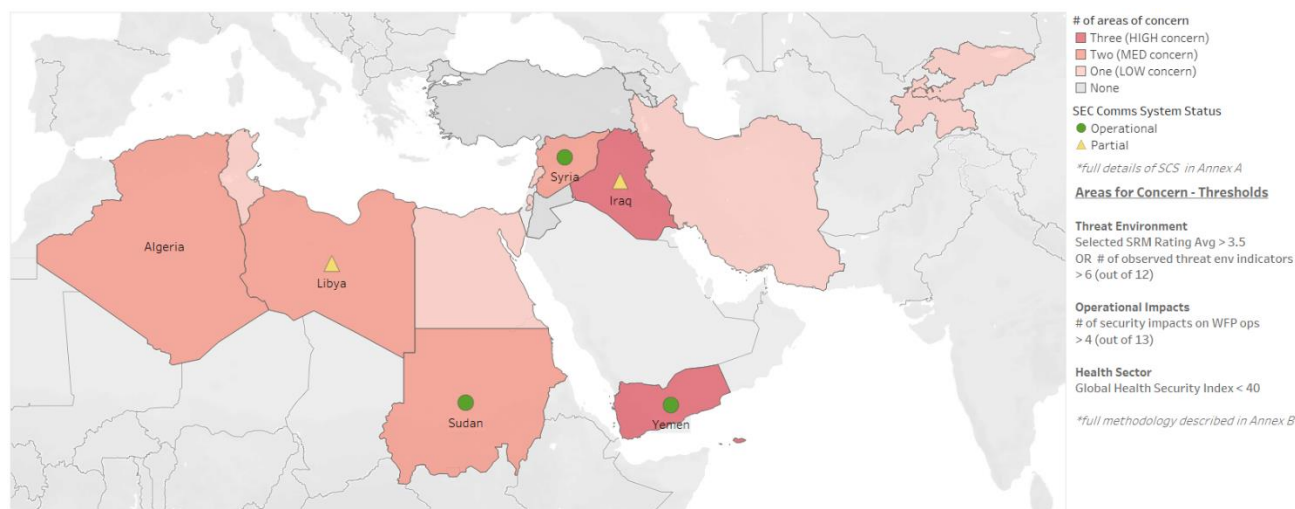 # of areas of concern
Three (HIGH concern)
Two (MED concern)
One (LOW concern)
None
SEC Comms System Status
Operational
Partial
*full details of SCS in Annex A
Areas for Concern - Thresholds
Threat Environment
Selected SRM Rating Avg > 3.5
OR # of observed threat env indicators
> 6 (out of 12)
Operational Impacts
# of security impacts on WFP ops
> 4 (out of 13)
Health Sector
Global Health Security Index < 40
*full methodology described in Annex B
Syria
Iraq
Algeria
Libya
Sudan
Yemen